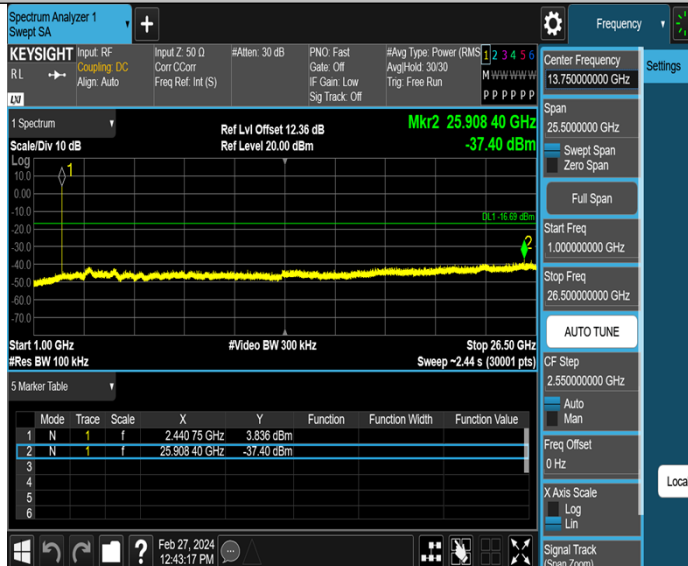 Spectrum Analyzer 1
Swept SA
+
Frequency
KEYSIGHT
RL
LXI
Input: RF
Coupling: DC
Align: Auto
Input Z: 50 Ω
Corr CCorr
Freq Ref: Int (S)
#Atten: 30 dB
PNO: Fast
Gate: Off
IF Gain: Low
Sig Track: Off
#Avg Type: Power (RMS
Avg|Hold: 30/30
Trig: Free Run
1 2 3 4 5 6
M W W W W W
P P P P P P
Center Frequency
13.750000000 GHz
Settings
Span
25.5000000 GHz
Swept Span
Zero Span
Full Span
Start Freq
1.000000000 GHz
Stop Freq
26.500000000 GHz
AUTO TUNE
CF Step
2.550000000 GHz
Auto
Man
Freq Offset
0 Hz
X Axis Scale
Log
Lin
Signal Track
(Span Zoom)
Loca
1 Spectrum
Scale/Div 10 dB
Ref Lvl Offset 12.36 dB
Ref Level 20.00 dBm
Mkr2 25.908 40 GHz
-37.40 dBm
Log
10.0
0.00
-10.0
-20.0
-30.0
-40.0
-50.0
-60.0
-70.0
1
DL1 -16.69 dBm
2
Start 1.00 GHz
#Video BW 300 kHz
Stop 26.50 GHz
#Res BW 100 kHz
Sweep ~2.44 s (30001 pts)
5 Marker Table
Mode Trace Scale X Y Function Function Width Function Value
1 N 1 f 2.440 75 GHz 3.836 dBm
2 N 1 f 25.908 40 GHz -37.40 dBm
3
4
5
6
?
Feb 27, 2024
12:43:17 PM